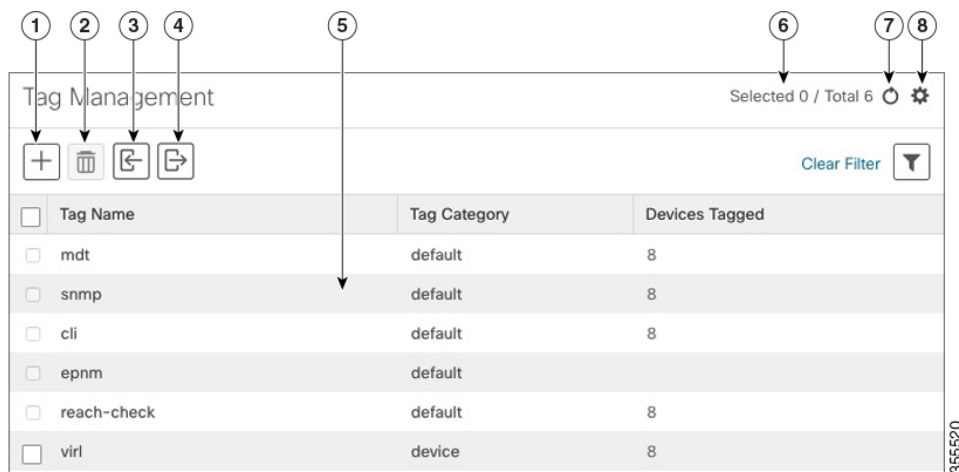 1 2 3 4 5 6 7 8
Tag Management Selected 0 / Total 6
Clear Filter
Tag Name Tag Category Devices Tagged
mdt default 8
snmp default 8
cli default 8
epnm default
reach-check default 8
virl device 8
355520